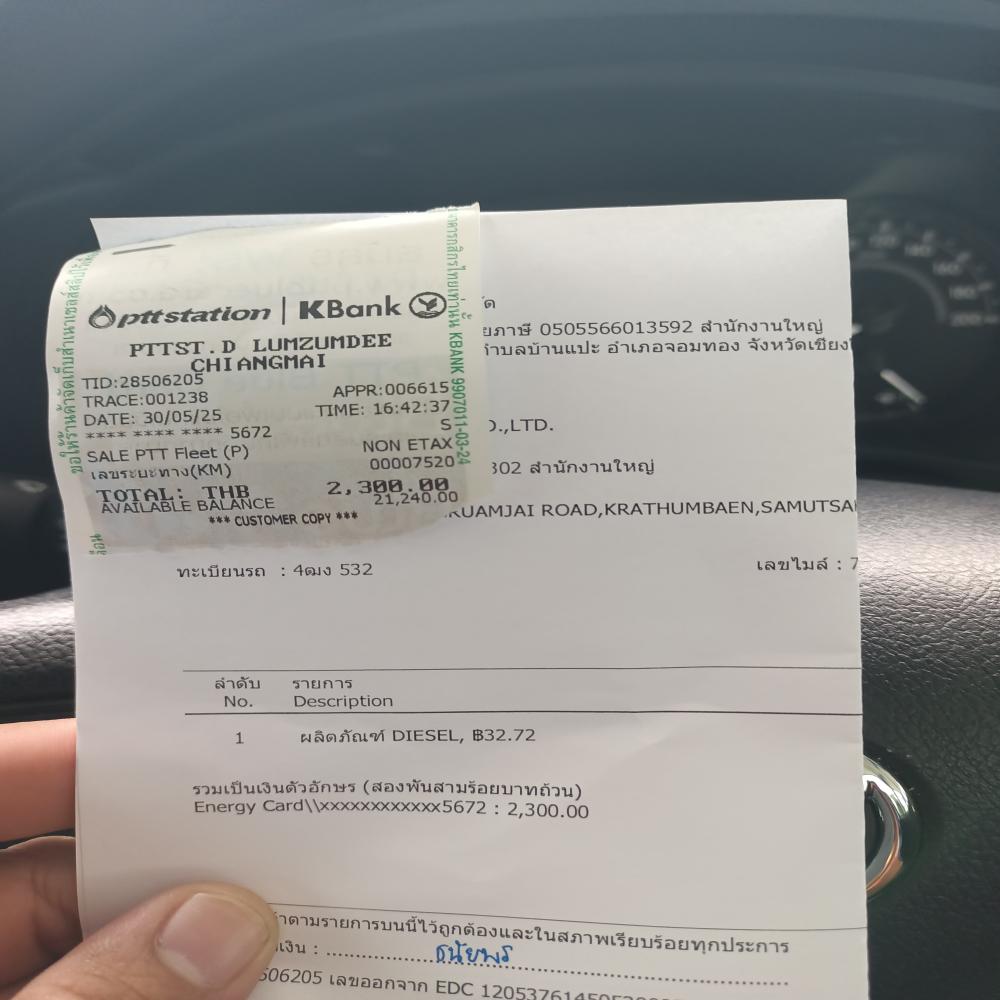 pttstation | KBank
PTTST.D LUMZUMDEE
CHIANGMAI
TID:28506205
TRACE:001238 APPR:006615
DATE: 30/05/25 TIME: 16:42:37
**** **** **** 5672 S
SALE PTT Fleet (P) NON ETAX
เลขระยะทาง(KM) 00007520
TOTAL: THB 2,300.00
AVAILABLE BALANCE 21,240.00
*** CUSTOMER COPY ***
KBANK 9907011-03-24
ยภาษี 0505566013592 สำนักงานใหญ่
ตำบลบ้านแปะ อำเภอจอมทอง จังหวัดเชียง
O.,LTD.
302 สำนักงานใหญ่
RUAMJAI ROAD,KRATHUMBAEN,SAMUTSA
ทะเบียนรถ : 4ฒง 532 เลขไมล์ : 7
ลำดับ รายการ
No. Description
1 ผลิตภัณฑ์ DIESEL, ฿32.72
รวมเป็นเงินตัวอักษร (สองพันสามร้อยบาทถ้วน)
Energy Card\\xxxxxxxxxxxx5672 : 2,300.00
ตามรายการบนนี้ไว้ถูกต้องและในสภาพเรียบร้อยทุกประการ
เงิน : ธนัยพร
506205 เลขออกจาก EDC